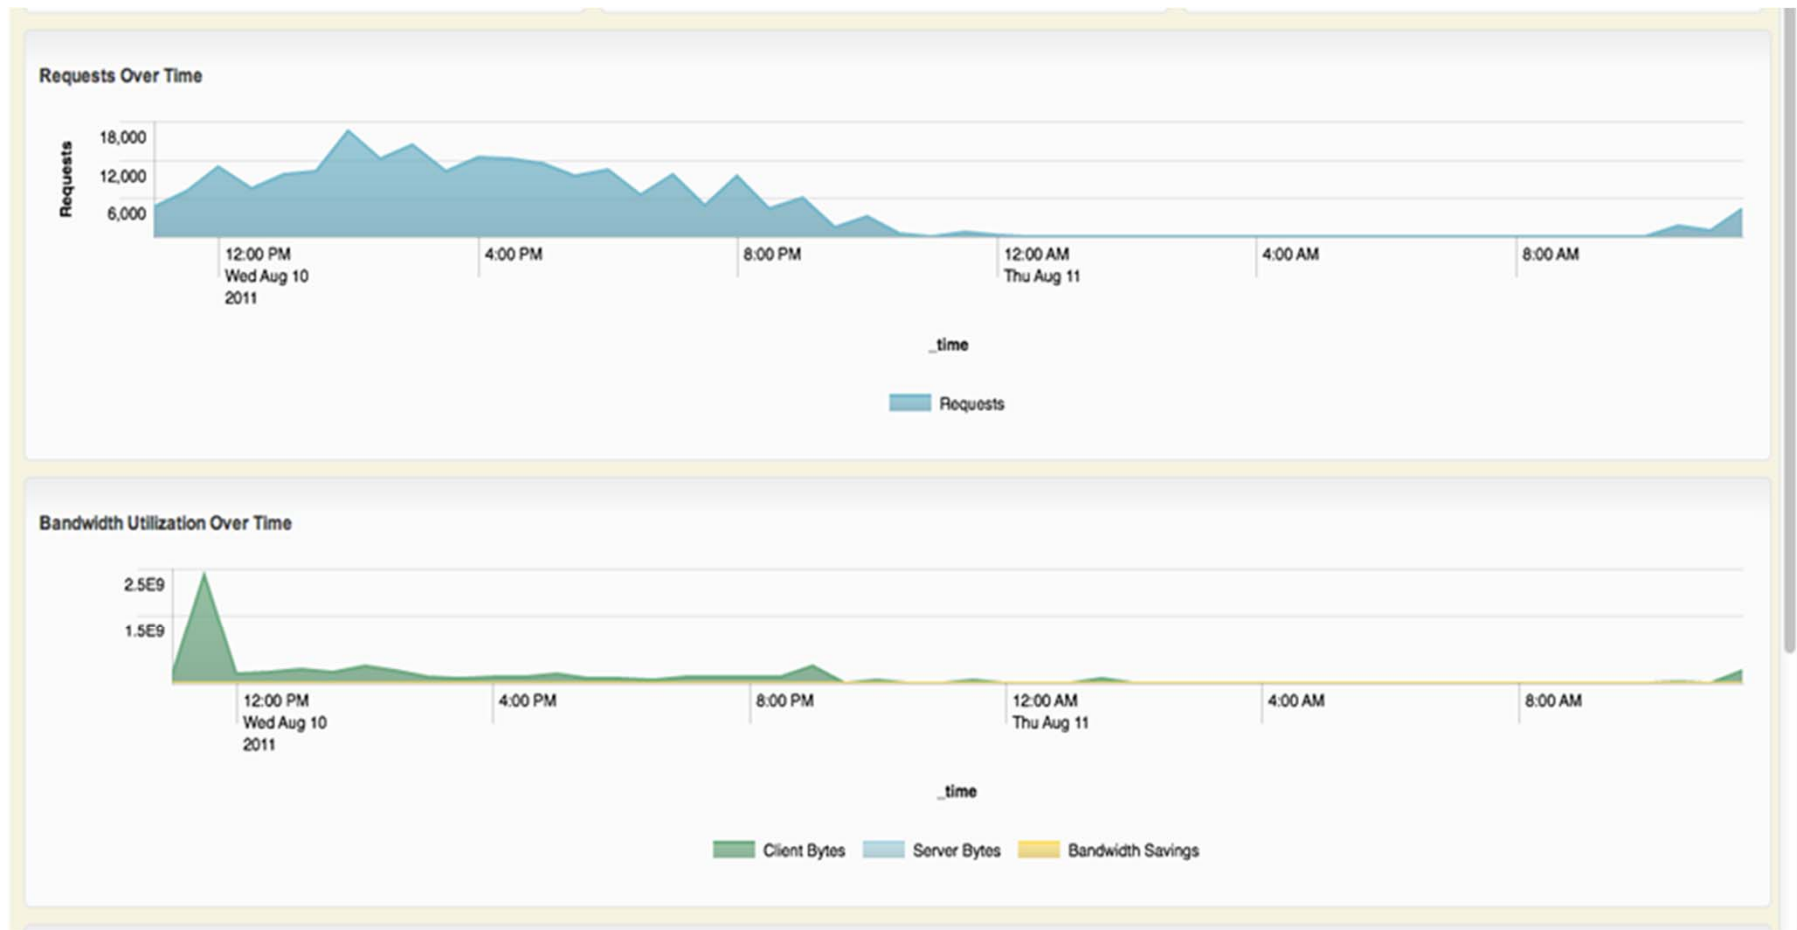 Requests Over Time
Requests
18,000
12,000
6,000
12:00 PM 4:00 PM 8:00 PM 12:00 AM 4:00 AM 8:00 AM
Wed Aug 10 Thu Aug 11
2011
_time
Requests
Bandwidth Utilization Over Time
2.5E9
1.5E9
12:00 PM 4:00 PM 8:00 PM 12:00 AM 4:00 AM 8:00 AM
Wed Aug 10 Thu Aug 11
2011
_time
Client Bytes Server Bytes Bandwidth Savings